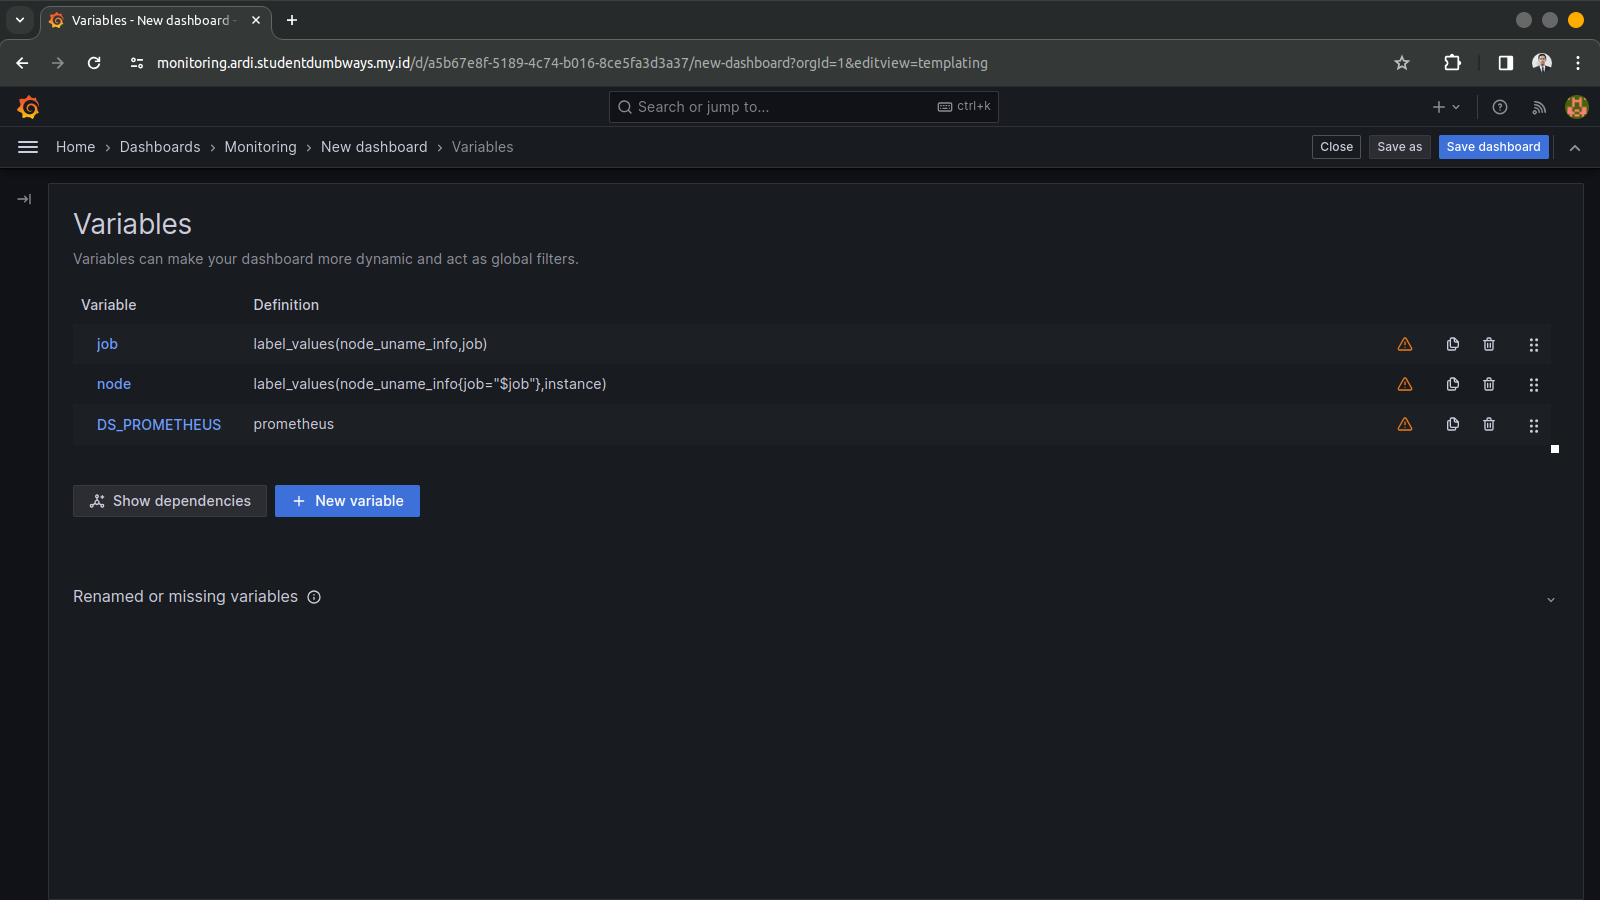 Variables - New dashboard -
monitoring.ardi.studentdumbways.my.id/d/a5b67e8f-5189-4c74-b016-8ce5fa3d3a37/new-dashboard?orgId=1&editview=templating
Search or jump to... ctrl+k
Home › Dashboards › Monitoring › New dashboard › Variables Close Save as Save dashboard
Variables
Variables can make your dashboard more dynamic and act as global filters.
Variable Definition
job label_values(node_uname_info,job)
node label_values(node_uname_info{job="$job"},instance)
DS_PROMETHEUS prometheus
Show dependencies + New variable
Renamed or missing variables